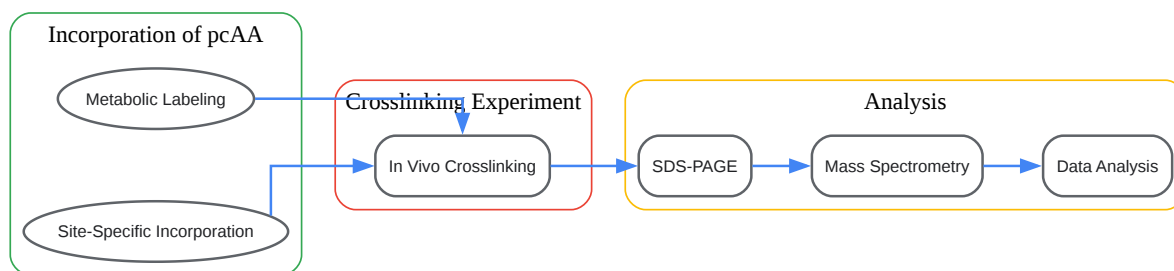 Incorporation of pcAA
Metabolic Labeling
Site-Specific Incorporation
Crosslinking Experiment
In Vivo Crosslinking
Analysis
SDS-PAGE
Mass Spectrometry
Data Analysis